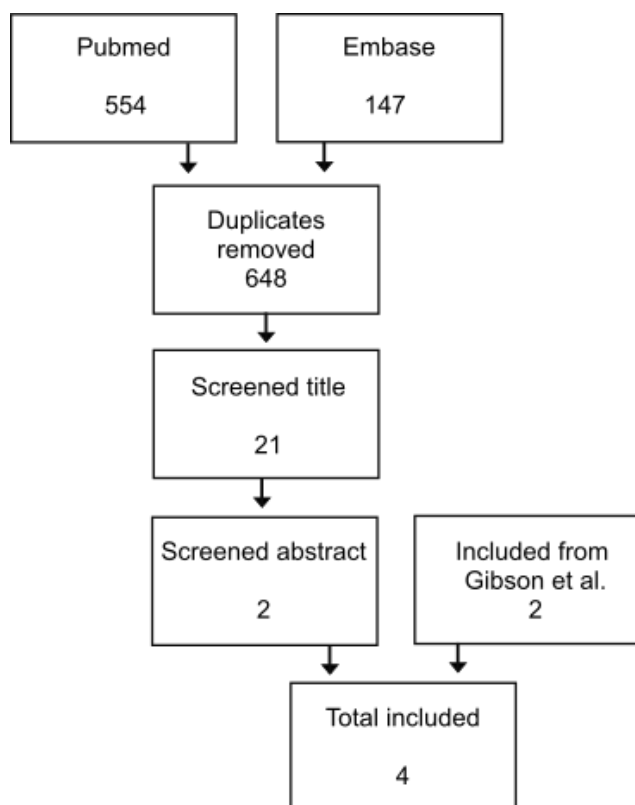 Pubmed
554
Embase
147
Duplicates
removed
648
Screened title
21
Screened abstract
2
Included from
Gibson et al.
2
Total included
4